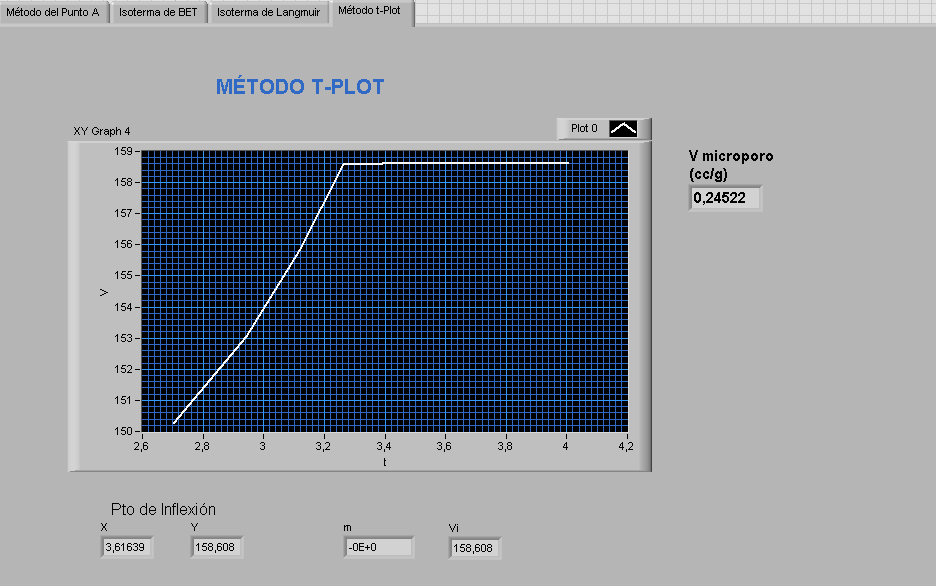 Método del Punto A
Isoterma de BET
Isoterma de Langmuir
Método t-Plot
MÉTODO T-PLOT
XY Graph 4
Plot 0
V microporo
(cc/g)
0,24522
159
158
157
156
155
154
153
152
151
150
V
2,6
2,8
3
3,2
3,4
3,6
3,8
4
4,2
t
Pto de Inflexión
X
Y
m
Vi
3,61639
158,608
-0E+0
158,608